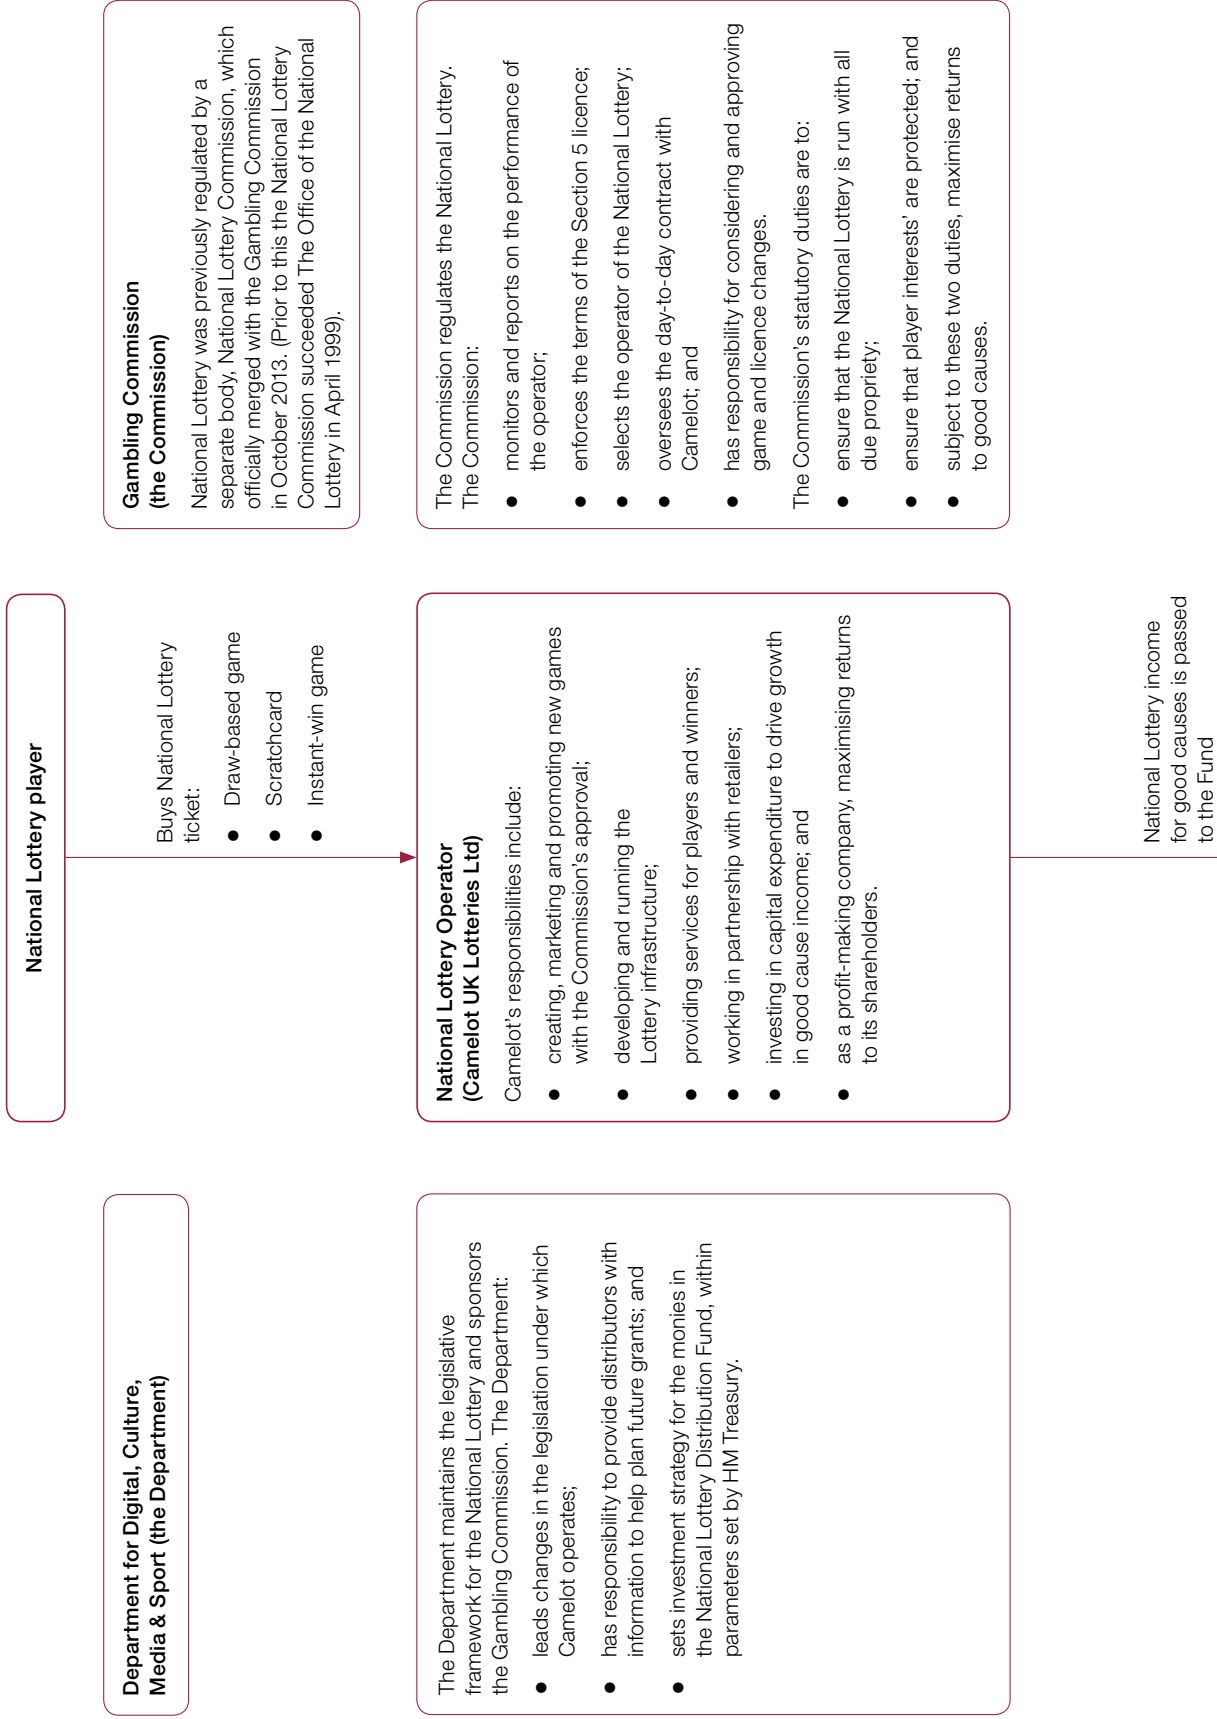 National Lottery player
Department for Digital, Culture,
Media & Sport (the Department)
Buys National Lottery
ticket:
● Draw-based game
● Scratchcard
● Instant-win game
Gambling Commission
(the Commission)
National Lottery was previously regulated by a
separate body, National Lottery Commission, which
officially merged with the Gambling Commission
in October 2013. (Prior to this the National Lottery
Commission succeeded The Office of the National
Lottery in April 1999).
The Department maintains the legislative
framework for the National Lottery and sponsors
the Gambling Commission. The Department:
● leads changes in the legislation under which
Camelot operates;
● has responsibility to provide distributors with
information to help plan future grants; and
● sets investment strategy for the monies in
the National Lottery Distribution Fund, within
parameters set by HM Treasury.
National Lottery Operator
(Camelot UK Lotteries Ltd)
Camelot’s responsibilities include:
● creating, marketing and promoting new games
with the Commission’s approval;
● developing and running the
Lottery infrastructure;
● providing services for players and winners;
● working in partnership with retailers;
● investing in capital expenditure to drive growth
in good cause income; and
● as a profit-making company, maximising returns
to its shareholders.
The Commission regulates the National Lottery.
The Commission:
● monitors and reports on the performance of
the operator;
● enforces the terms of the Section 5 licence;
● selects the operator of the National Lottery;
● oversees the day-to-day contract with
Camelot; and
● has responsibility for considering and approving
game and licence changes.
The Commission’s statutory duties are to:
● ensure that the National Lottery is run with all
due propriety;
● ensure that player interests’ are protected; and
● subject to these two duties, maximise returns
to good causes.
National Lottery income
for good causes is passed
to the Fund